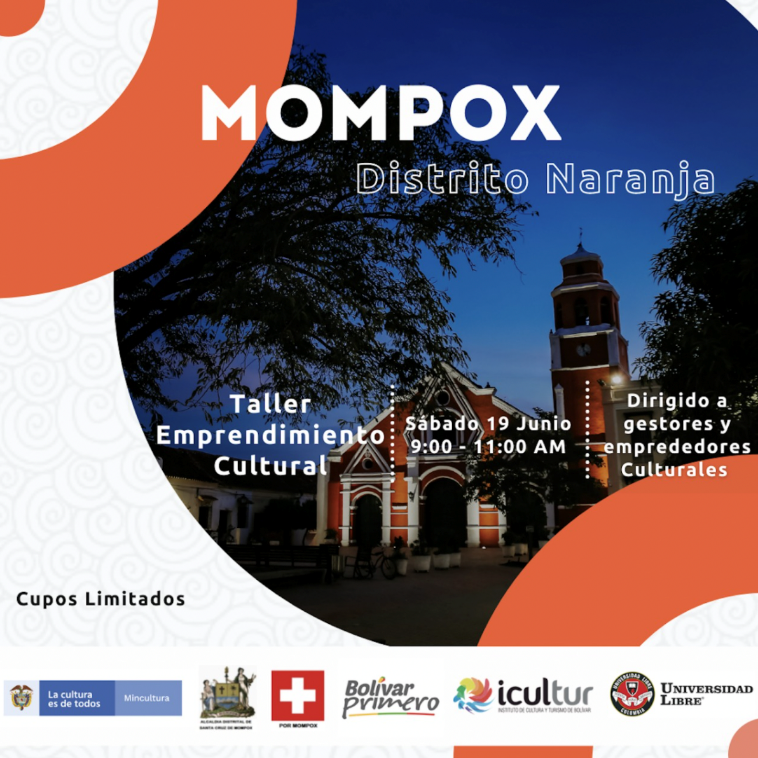 MOMPOX
Distrito Naranja
Taller
Emprendimiento
Cultural
Sábado 19 Junio
9:00 - 11:00 AM
Dirigido a
gestores y
emprededores
Culturales
Cupos Limitados
La cultura
es de todos
Mincultura
ALCALDÍA DISTRITAL DE
SANTA CRUZ DE MOMPOX
POR MOMPOX
Bolívar
primero
icultur
INSTITUTO DE CULTURA Y TURISMO DE BOLÍVAR
UNIVERSIDAD LIBRE
COLOMBIA
UNIVERSIDAD
LIBRE